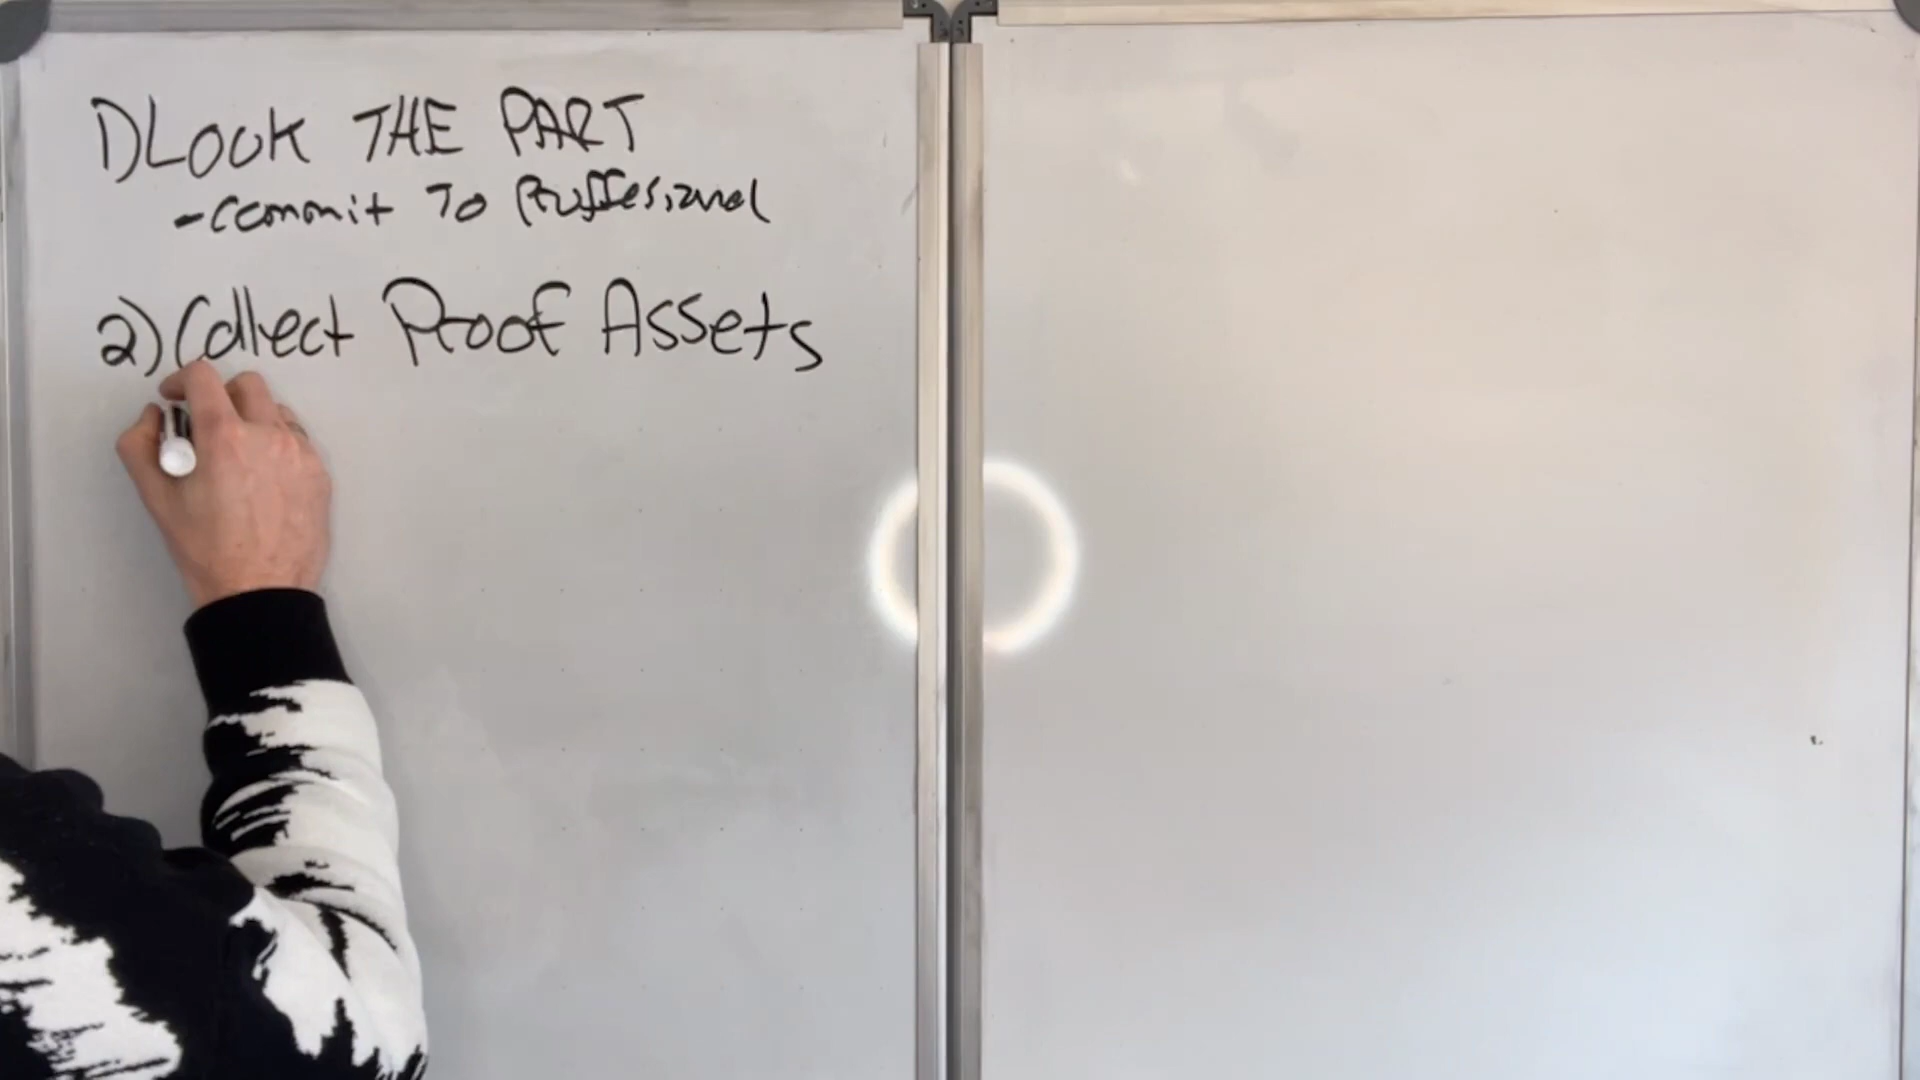 1) LOOK THE PART
- commit To Proffesional
2) Collect Proof Assets